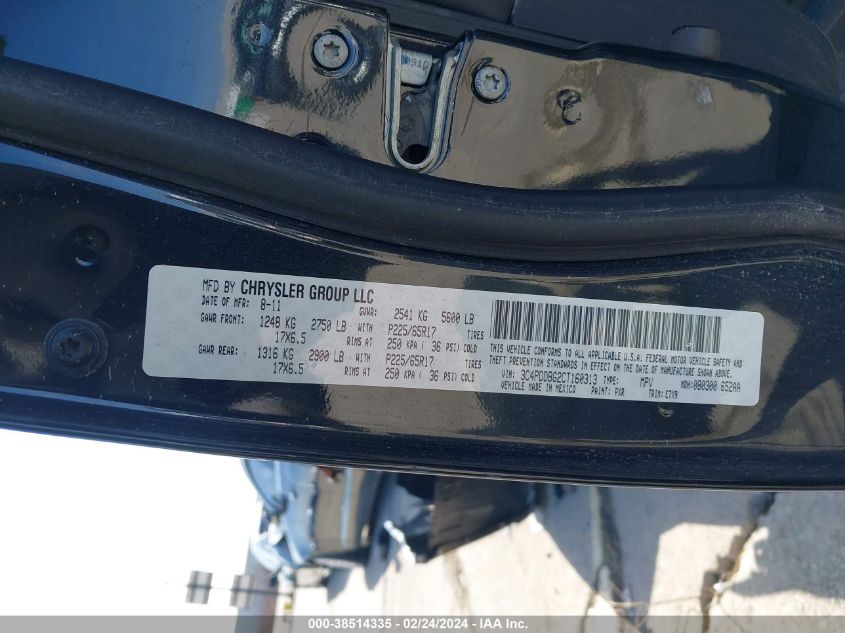 MFD BY CHRYSLER GROUP LLC
DATE OF MFR: 8-11 GVWR: 2541 KG 5600 LB
GAWR FRONT: 1248 KG 2750 LB WITH P225/65R17 TIRES
17X6.5 RIMS AT 250 KPA ( 36 PSI) COLD
GAWR REAR: 1316 KG 2900 LB WITH P225/65R17 TIRES
17X6.5 RIMS AT 250 KPA ( 36 PSI) COLD
THIS VEHICLE CONFORMS TO ALL APPLICABLE U.S.A. FEDERAL MOTOR VEHICLE SAFETY AND
THEFT PREVENTION STANDARDS IN EFFECT ON THE DATE OF MANUFACTURE SHOWN ABOVE.
VIN: 3C4PDDBG2CT160313 TYPE: MPV MDH: 080300 652AA
VEHICLE MADE IN MEXICO PAINT: PXR TRIM: E7X9
000-38514335 - 02/24/2024 - IAA Inc.